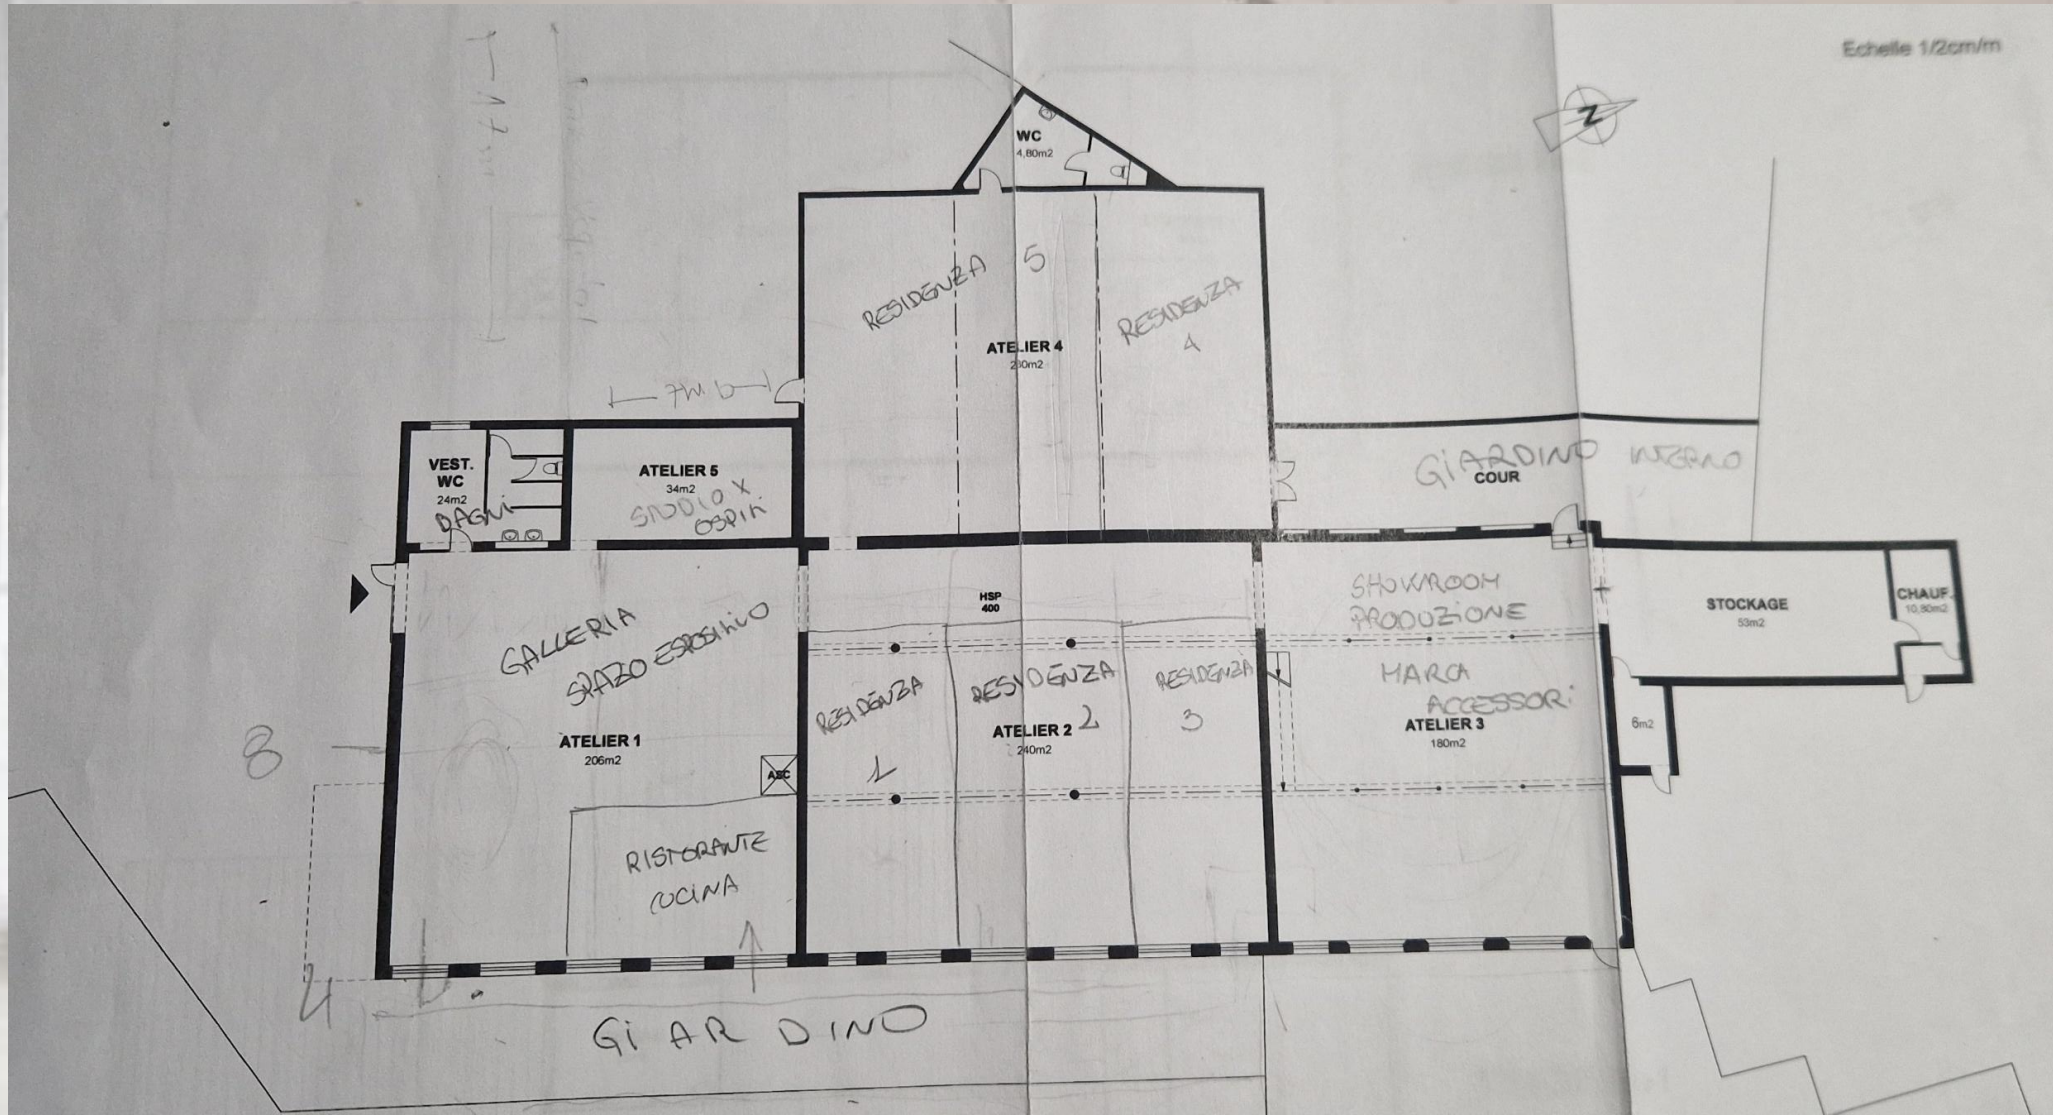 Echelle 1/2cm/m
N
WC
4,80m2
RESIDENZA 5
RESIDENZA
4
ATELIER 4
230m2
VEST.
WC
24m2
BAGNI
ATELIER 5
34m2
STUDIO X
OSPITI
GIARDINO INTERNO
COUR
HSP
400
GALLERIA
SPAZIO ESPOSITIVO
ATELIER 1
206m2
ASC
RISTORANTE
CUCINA
RESIDENZA
1
RESIDENZA
2
ATELIER 2
240m2
RESIDENZA
3
SHOWROOM
PRODUZIONE
MARCA
ACCESSORI
ATELIER 3
180m2
STOCKAGE
53m2
CHAUF.
10,80m2
6m2
8
4
GIARDINO